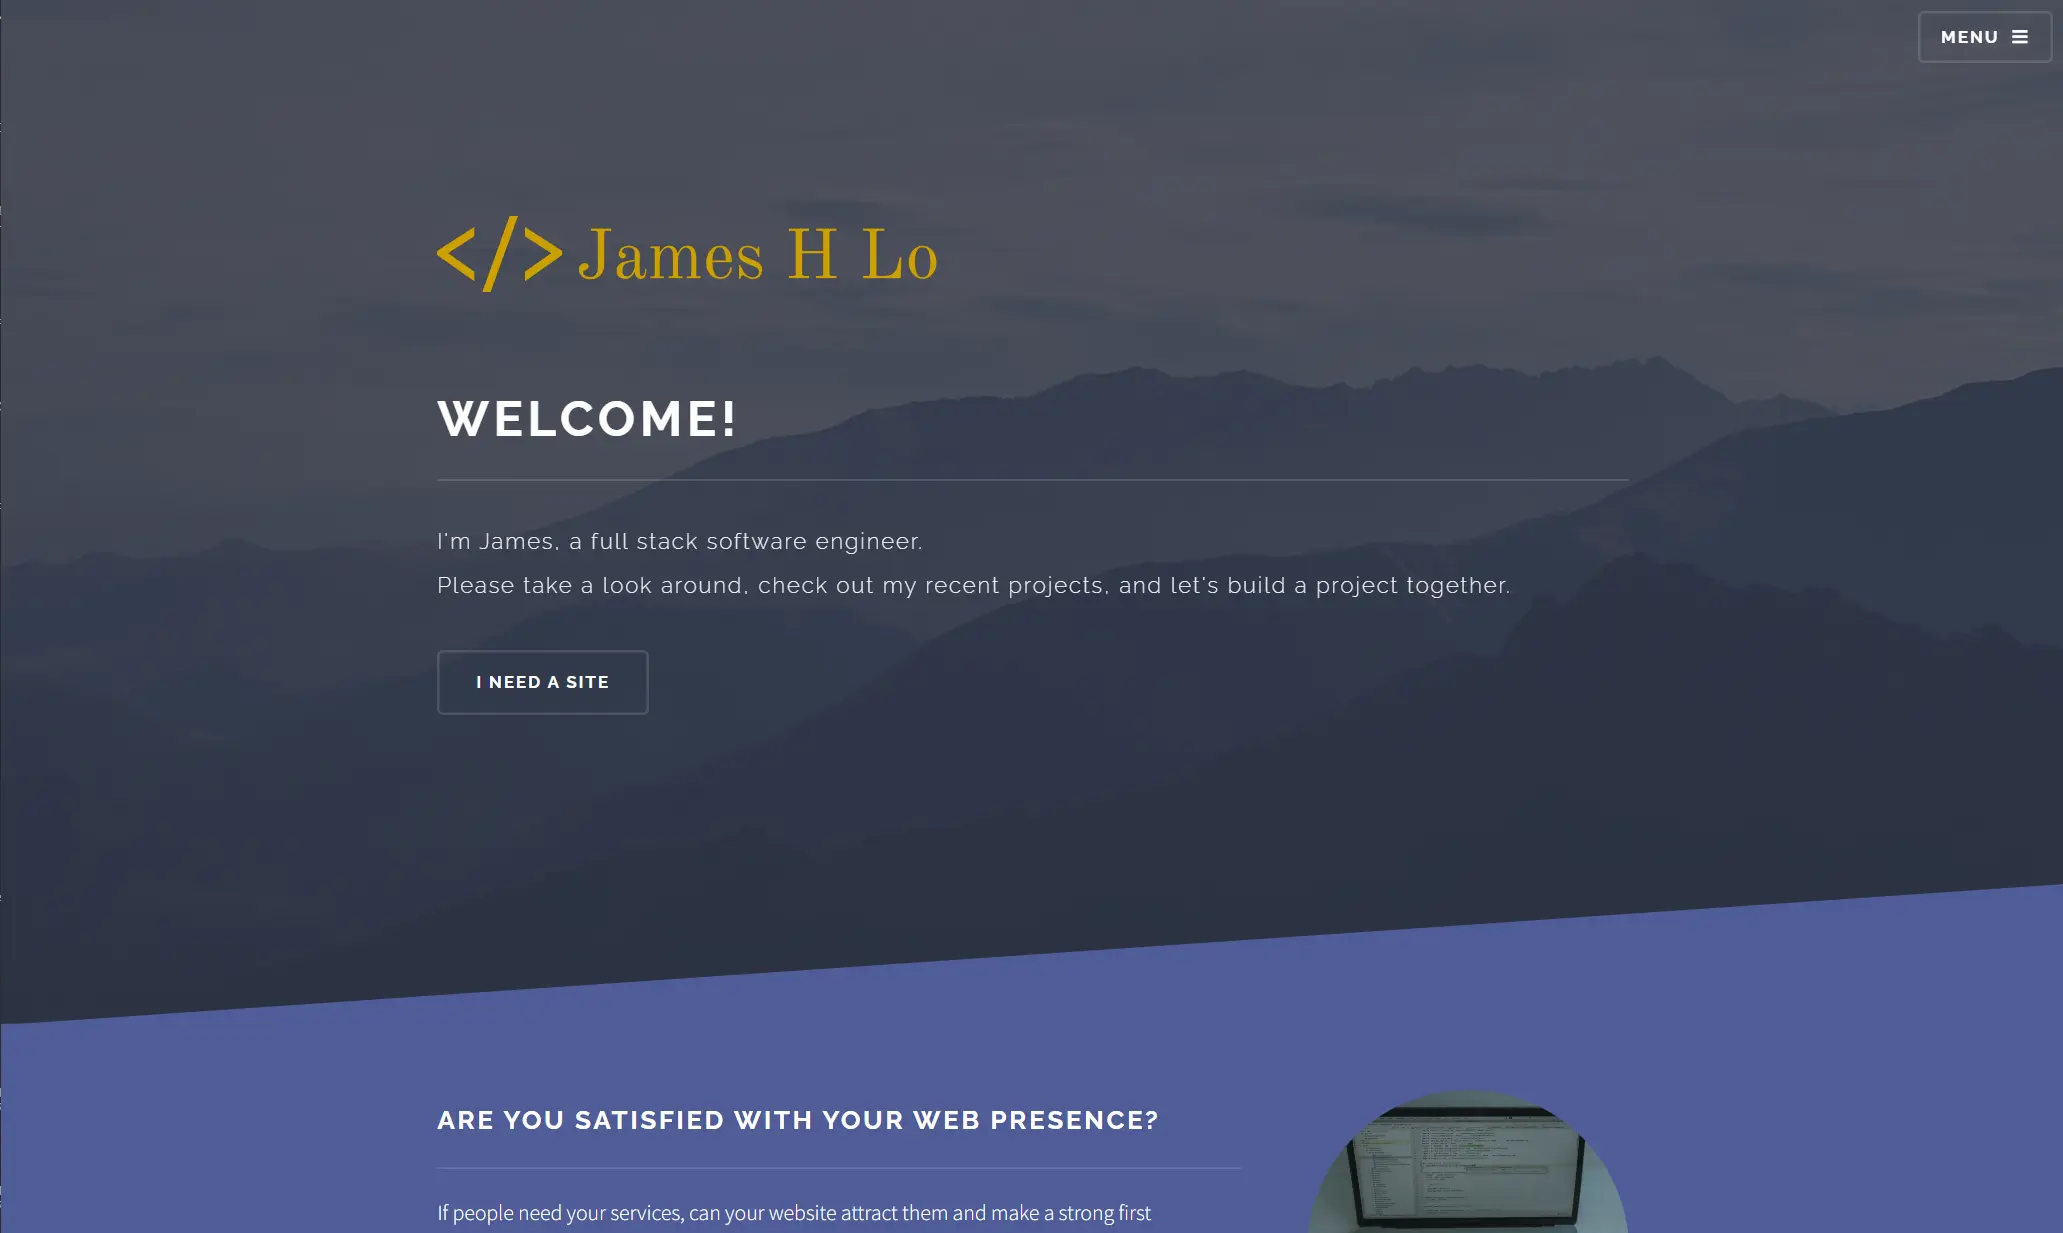 MENU
</> James H Lo
WELCOME!
I'm James, a full stack software engineer.
Please take a look around, check out my recent projects, and let's build a project together.
I NEED A SITE
ARE YOU SATISFIED WITH YOUR WEB PRESENCE?
If people need your services, can your website attract them and make a strong first